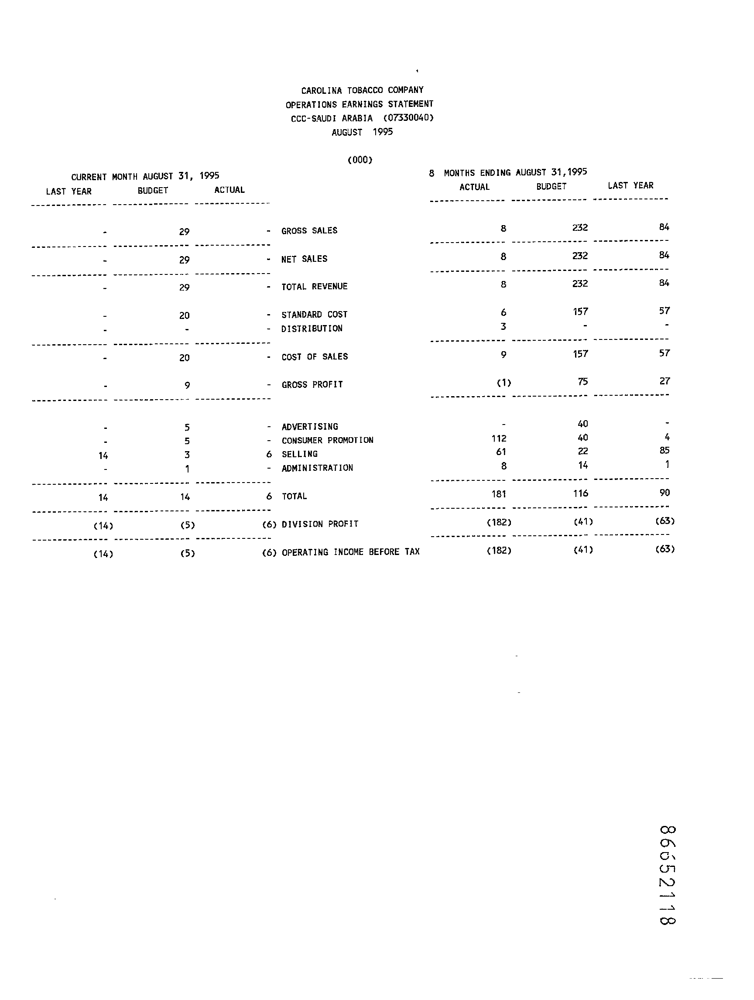 CAROLINA TOBACCO COMPANY
OPERATIONS EARNINGS STATEMENT
CCC-SAUDI ARABIA (07330040)
AUGUST 1995
(000)
CURRENT MONTH AUGUST 31, 1995 8 MONTHS ENDING AUGUST 31,1995
LAST YEAR BUDGET ACTUAL ACTUAL BUDGET LAST YEAR
- 29 - GROSS SALES 8 232 84
- 29 - NET SALES 8 232 84
- 29 - TOTAL REVENUE 8 232 84
- 20 - STANDARD COST 6 157 57
- - - DISTRIBUTION 3 - -
- 20 - COST OF SALES 9 157 57
- 9 - GROSS PROFIT (1) 75 27
- 5 - ADVERTISING - 40 -
- 5 - CONSUMER PROMOTION 112 40 4
14 3 6 SELLING 61 22 85
- 1 - ADMINISTRATION 8 14 1
14 14 6 TOTAL 181 116 90
(14) (5) (6) DIVISION PROFIT (182) (41) (63)
(14) (5) (6) OPERATING INCOME BEFORE TAX (182) (41) (63)